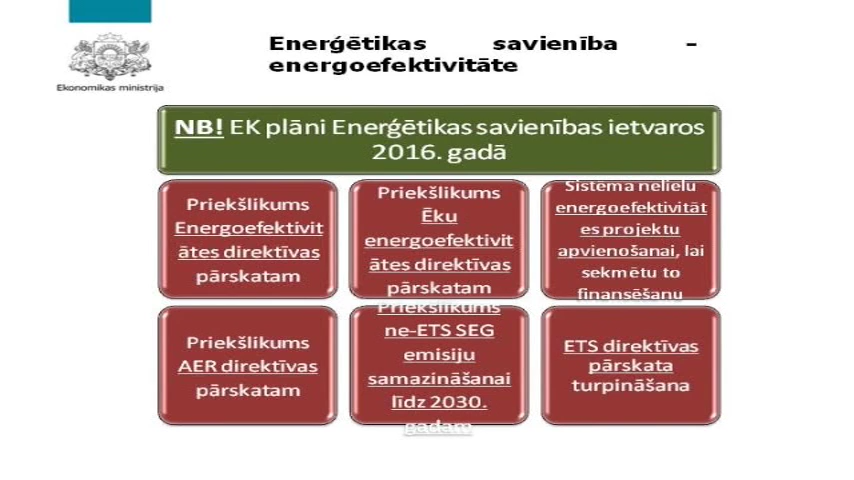 Enerģētikas savienība –
energoefektivitāte
Ekonomikas ministrija
NB! EK plāni Enerģētikas savienības ietvaros
2016. gadā
Priekšlikums
Energoefektivit
ātes direktīvas
pārskatam
Priekšlikums
Ēku
energoefektivit
ātes direktīvas
pārskatam
Sistēma nelielu
energoefektivitāt
es projektu
apvienošanai, lai
sekmētu to
finansēšanu
Priekšlikums
AER direktīvas
pārskatam
Priekšlikums
ne-ETS SEG
emisiju
samazināšanai
līdz 2030.
gadam
ETS direktīvas
pārskata
turpināšana